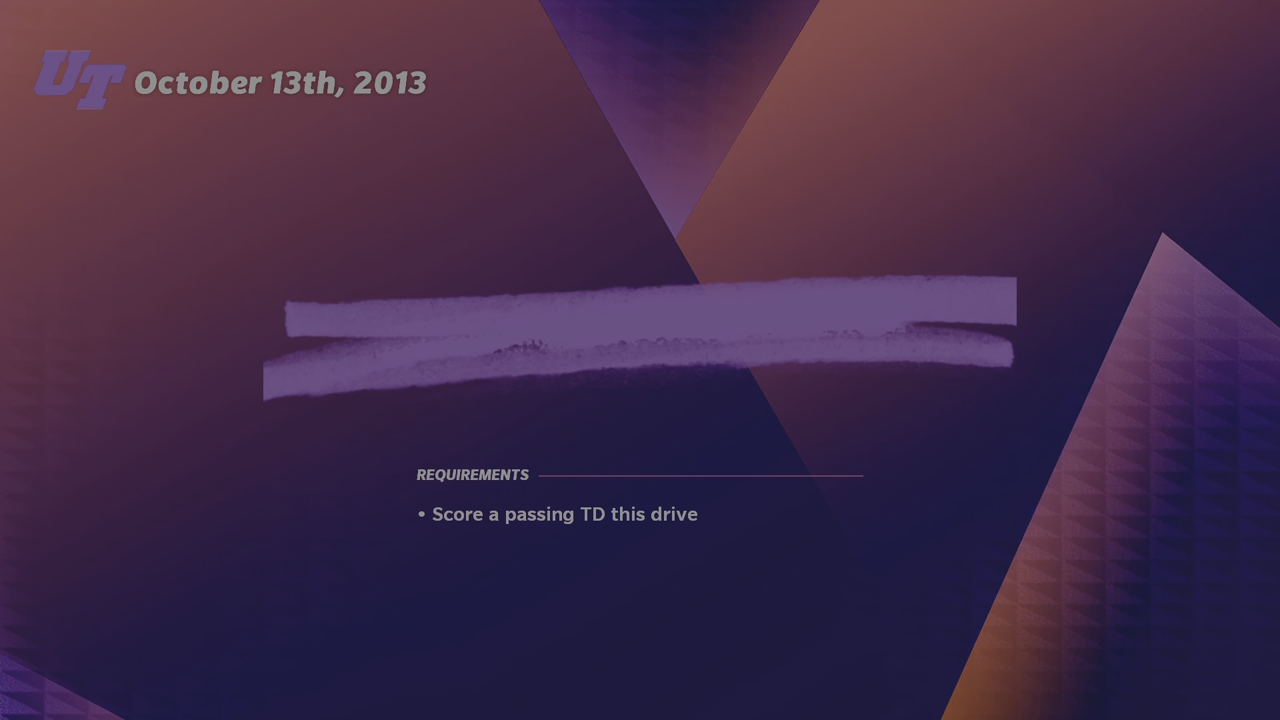 UT October 13th, 2013
REQUIREMENTS
• Score a passing TD this drive